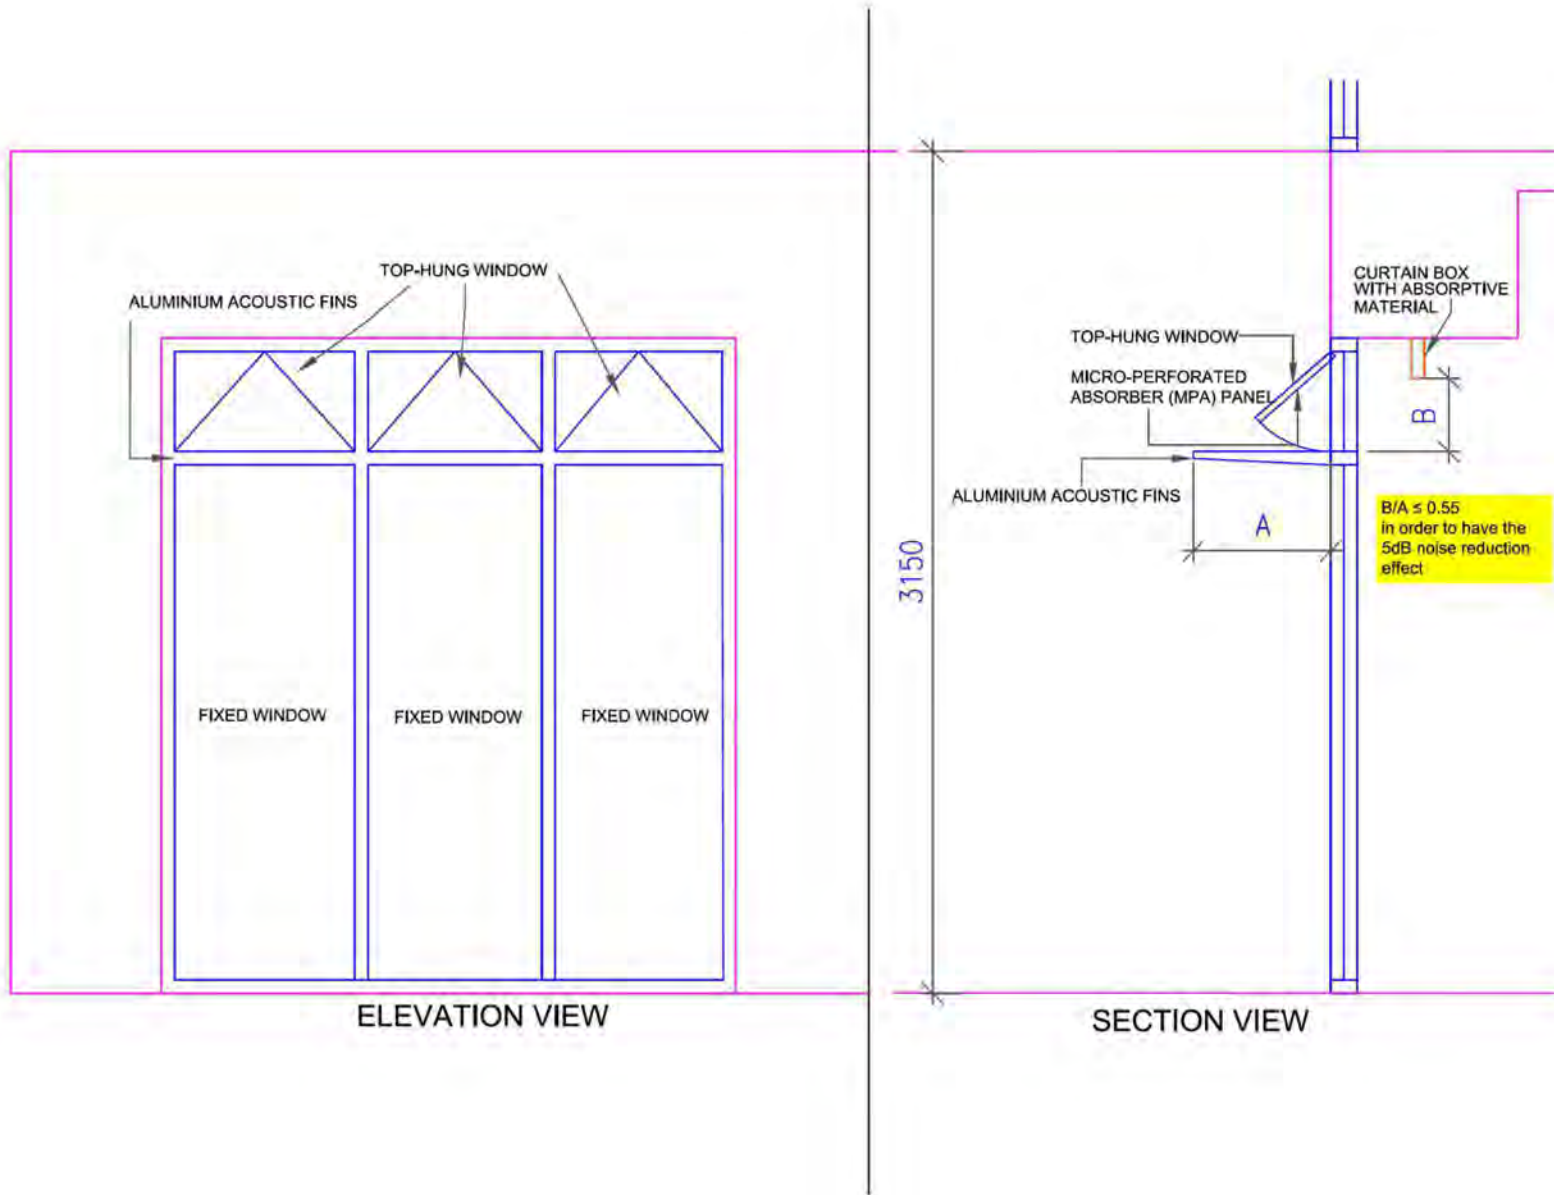 TOP-HUNG WINDOW
ALUMINIUM ACOUSTIC FINS
FIXED WINDOW
FIXED WINDOW
FIXED WINDOW
ELEVATION VIEW
3150
CURTAIN BOX
WITH ABSORPTIVE
MATERIAL
TOP-HUNG WINDOW
MICRO-PERFORATED
ABSORBER (MPA) PANEL
B
ALUMINIUM ACOUSTIC FINS
A
B/A ≤ 0.55
in order to have the
5dB noise reduction
effect
SECTION VIEW